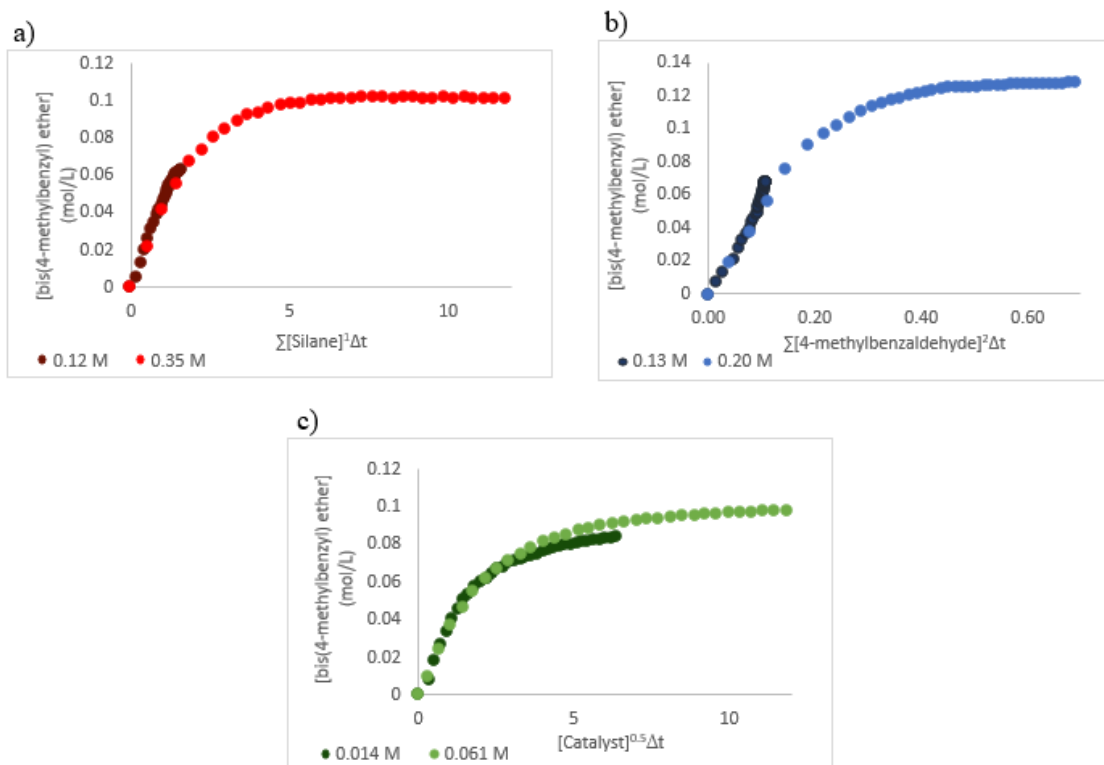 a)
0.12
0.1
0.08
0.06
0.04
0.02
0
[bis(4-methylbenzyl) ether]
(mol/L)
0 5 10
∑[Silane]¹Δt
0.12 M 0.35 M
b)
0.14
0.12
0.1
0.08
0.06
0.04
0.02
0
[bis(4-methylbenzyl) ether]
(mol/L)
0.00 0.20 0.40 0.60
∑[4-methylbenzaldehyde]²Δt
0.13 M 0.20 M
c)
0.12
0.1
0.08
0.06
0.04
0.02
0
[bis(4-methylbenzyl) ether]
(mol/L)
0 5 10
[Catalyst]⁰·⁵Δt
0.014 M 0.061 M